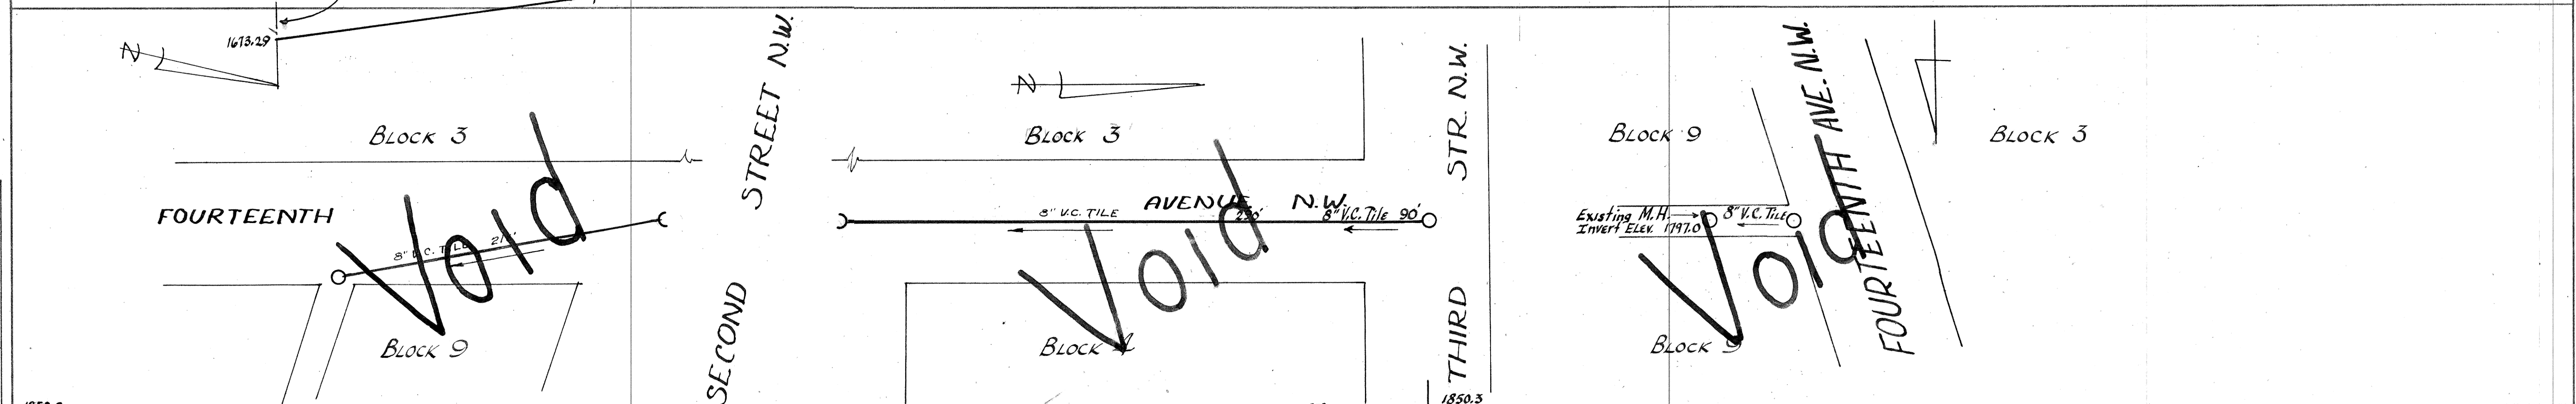 1673.29
N
BLOCK 3
FOURTEENTH
8" V.C. TILE
Void
BLOCK 9
SECOND STREET N.W.
N
BLOCK 3
AVENUE N.W.
8" V.C. TILE
8" V.C. Tile 90'
Void
BLOCK
THIRD STR. N.W.
1850.3
BLOCK 9
Existing M.H.
Invert ELEV. 1797.0
8" V.C. TILE
Void
BLOCK 9
FOURTEENTH AVE. N.W.
BLOCK 3